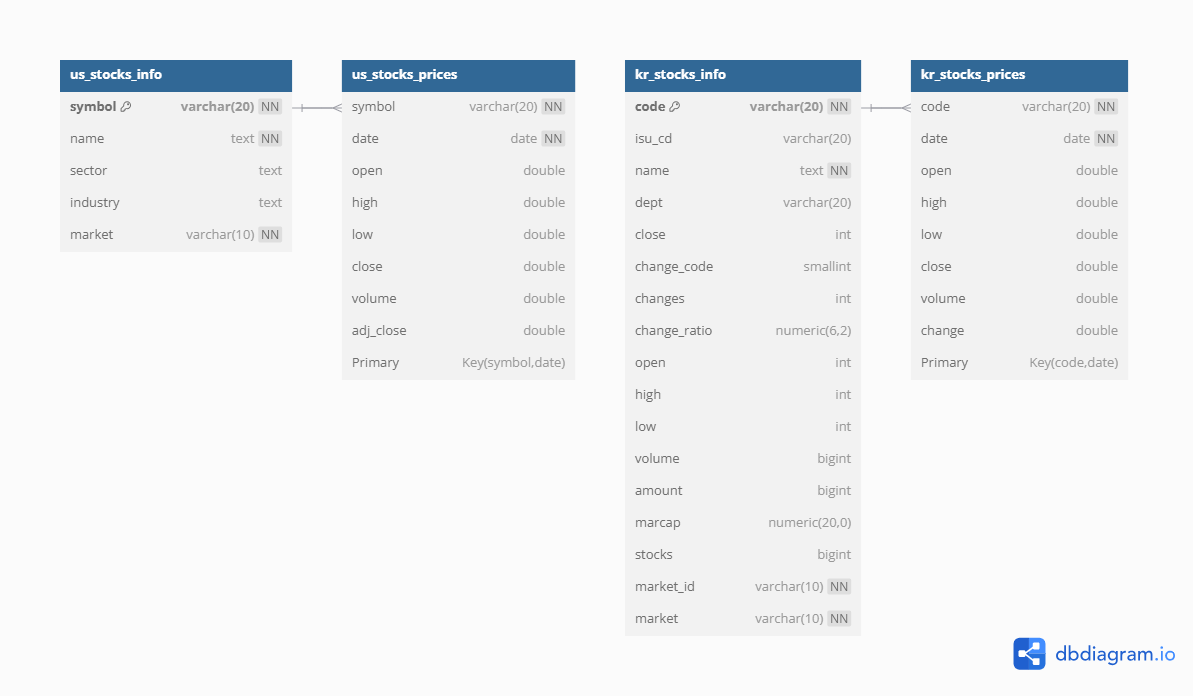 us_stocks_info
symbol varchar(20) NN
name text NN
sector text
industry text
market varchar(10) NN
us_stocks_prices
symbol varchar(20) NN
date date NN
open double
high double
low double
close double
volume double
adj_close double
Primary Key(symbol,date)
kr_stocks_info
code varchar(20) NN
isu_cd varchar(20)
name text NN
dept varchar(20)
close int
change_code smallint
changes int
change_ratio numeric(6,2)
open int
high int
low int
volume bigint
amount bigint
marcap numeric(20,0)
stocks bigint
market_id varchar(10) NN
market varchar(10) NN
kr_stocks_prices
code varchar(20) NN
date date NN
open double
high double
low double
close double
volume double
change double
Primary Key(code,date)
dbdiagram.io